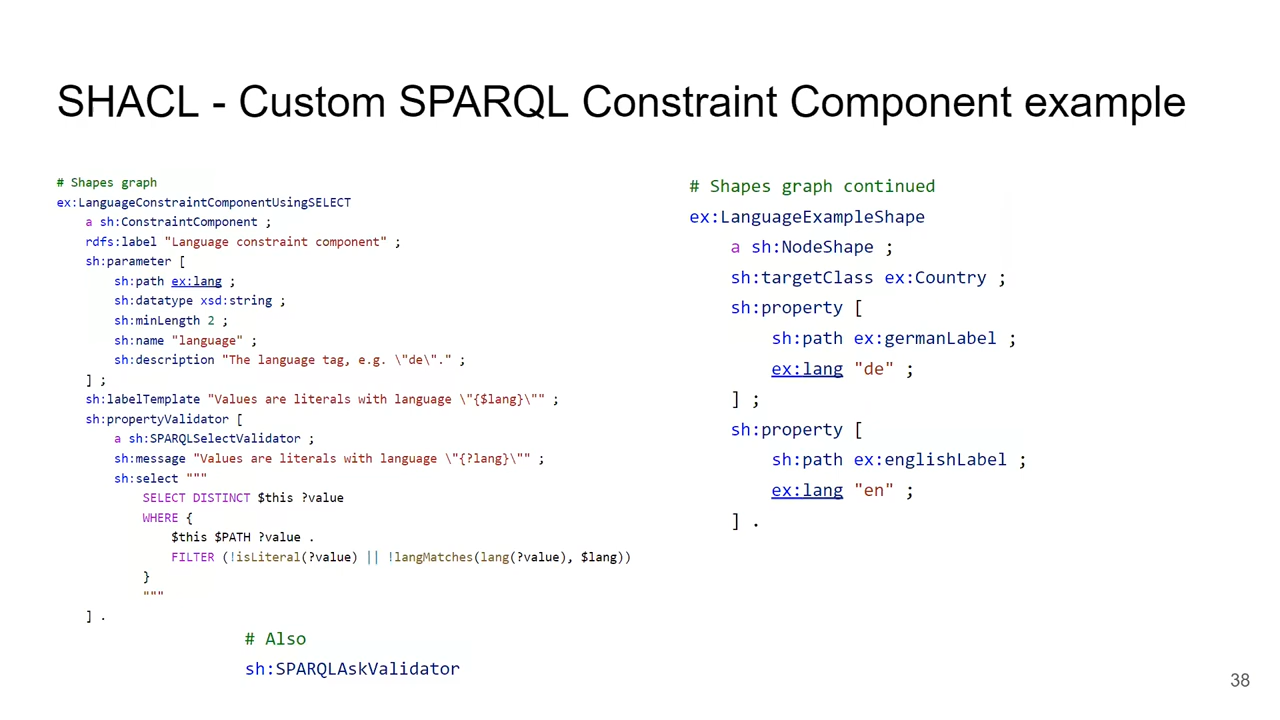 SHACL - Custom SPARQL Constraint Component example
# Shapes graph
ex:LanguageConstraintComponentUsingSELECT
    a sh:ConstraintComponent ;
    rdfs:label "Language constraint component" ;
    sh:parameter [
        sh:path ex:lang ;
        sh:datatype xsd:string ;
        sh:minLength 2 ;
        sh:name "language" ;
        sh:description "The language tag, e.g. \"de\"." ;
    ] ;
    sh:labelTemplate "Values are literals with language \"{$lang}\"" ;
    sh:propertyValidator [
        a sh:SPARQLSelectValidator ;
        sh:message "Values are literals with language \"{?lang}\"" ;
        sh:select """
            SELECT DISTINCT $this ?value
            WHERE {
                $this $PATH ?value .
                FILTER (!isLiteral(?value) || !langMatches(lang(?value), $lang))
            }
            """
    ] .
# Also
sh:SPARQLAskValidator
# Shapes graph continued
ex:LanguageExampleShape
    a sh:NodeShape ;
    sh:targetClass ex:Country ;
    sh:property [
        sh:path ex:germanLabel ;
        ex:lang "de" ;
    ] ;
    sh:property [
        sh:path ex:englishLabel ;
        ex:lang "en" ;
    ] .
38